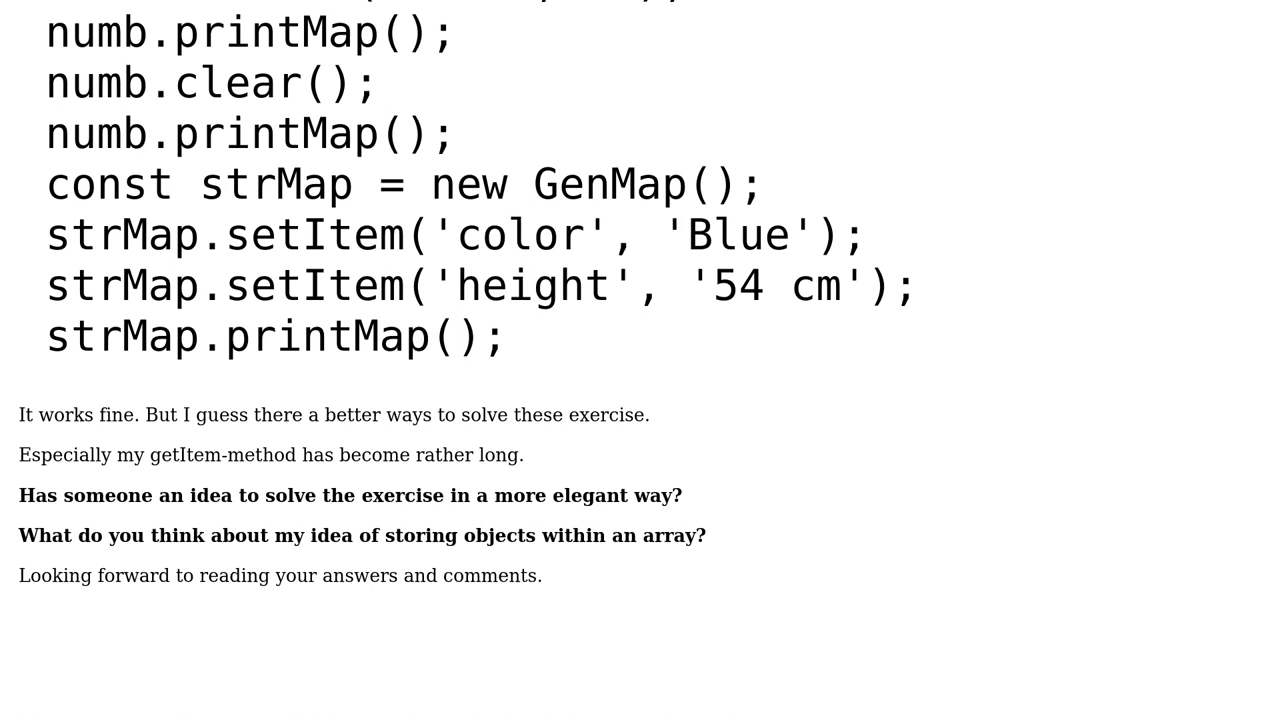 numb.printMap();
numb.clear();
numb.printMap();
const strMap = new GenMap();
strMap.setItem('color', 'Blue');
strMap.setItem('height', '54 cm');
strMap.printMap();
It works fine. But I guess there a better ways to solve these exercise.
Especially my getItem-method has become rather long.
Has someone an idea to solve the exercise in a more elegant way?
What do you think about my idea of storing objects within an array?
Looking forward to reading your answers and comments.